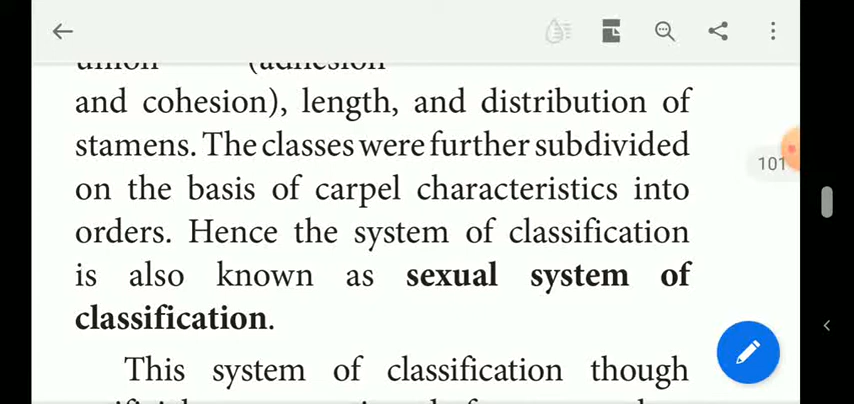 union (adhesion
and cohesion), length, and distribution of
stamens. The classes were further subdivided
on the basis of carpel characteristics into
orders. Hence the system of classification
is also known as sexual system of
classification.
This system of classification though
101